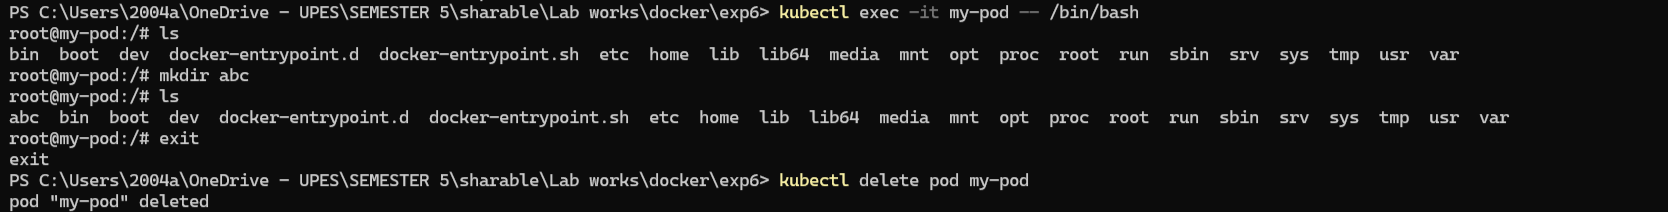 PS C:\Users\2004a\OneDrive - UPES\SEMESTER 5\sharable\Lab works\docker\exp6> kubectl exec -it my-pod -- /bin/bash
root@my-pod:/# ls
bin  boot  dev  docker-entrypoint.d  docker-entrypoint.sh  etc  home  lib  lib64  media  mnt  opt  proc  root  run  sbin  srv  sys  tmp  usr  var
root@my-pod:/# mkdir abc
root@my-pod:/# ls
abc  bin  boot  dev  docker-entrypoint.d  docker-entrypoint.sh  etc  home  lib  lib64  media  mnt  opt  proc  root  run  sbin  srv  sys  tmp  usr  var
root@my-pod:/# exit
exit
PS C:\Users\2004a\OneDrive - UPES\SEMESTER 5\sharable\Lab works\docker\exp6> kubectl delete pod my-pod
pod "my-pod" deleted